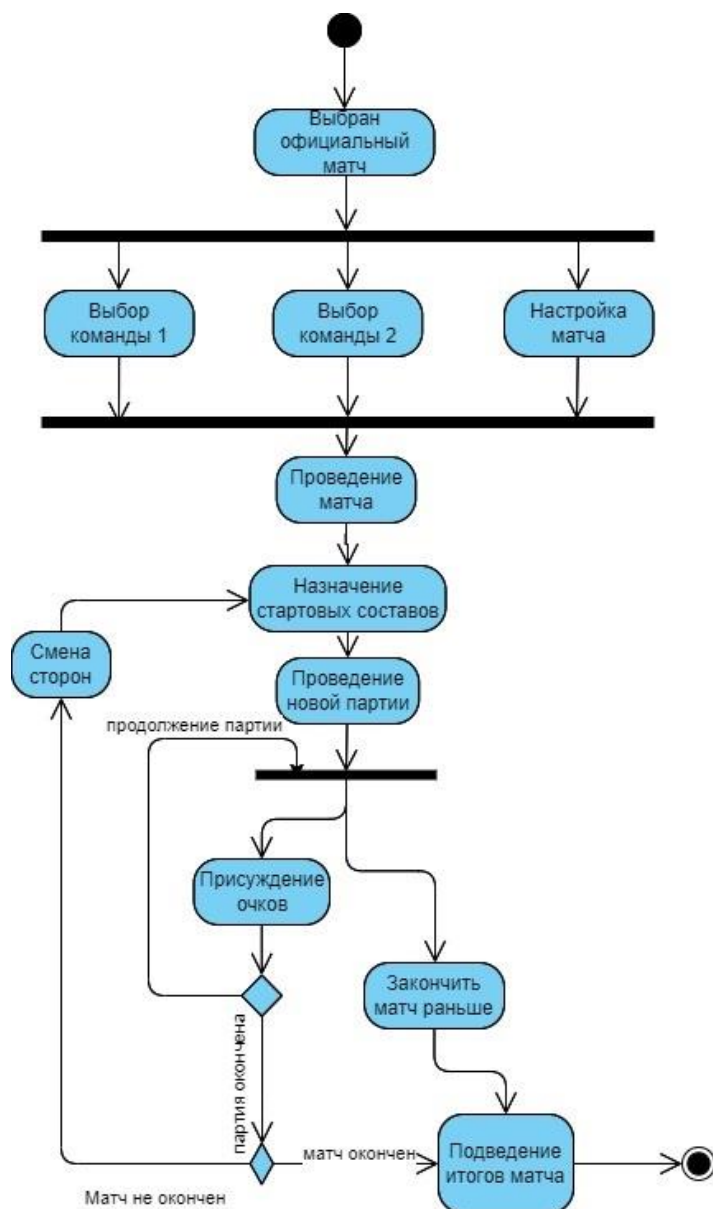 Выбран
официальный
матч
Выбор
команды 1
Выбор
команды 2
Настройка
матча
Проведение
матча
Назначение
стартовых составов
Смена
сторон
Проведение
новой партии
продолжение партии
Присуждение
очков
Закончить
матч раньше
партия окончена
матч окончен
Подведение
итогов матча
Матч не окончен